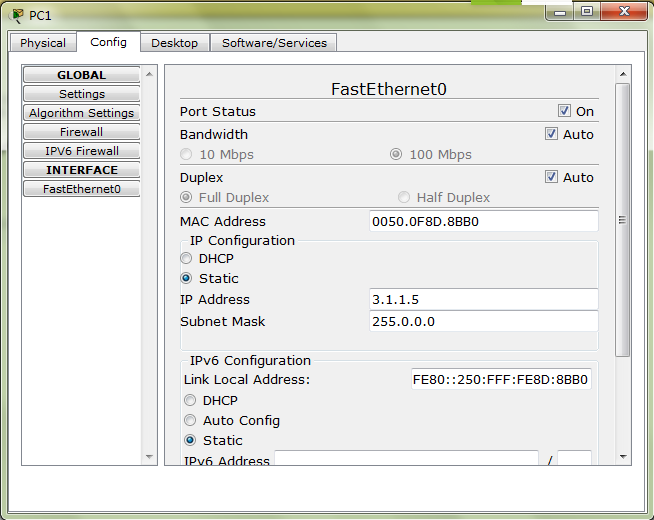 PC1
Physical Config Desktop Software/Services
GLOBAL
Settings
Algorithm Settings
Firewall
IPV6 Firewall
INTERFACE
FastEthernet0
FastEthernet0
Port Status On
Bandwidth Auto
10 Mbps 100 Mbps
Duplex Auto
Full Duplex Half Duplex
MAC Address 0050.0F8D.8BB0
IP Configuration
DHCP
Static
IP Address 3.1.1.5
Subnet Mask 255.0.0.0
IPv6 Configuration
Link Local Address: FE80::250:FFF:FE8D:8BB0
DHCP
Auto Config
Static
IPv6 Address /